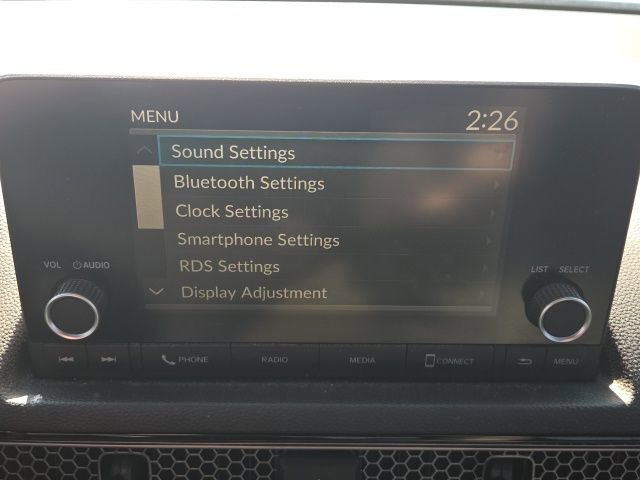 MENU 2:26
Sound Settings
Bluetooth Settings
Clock Settings
Smartphone Settings
RDS Settings
Display Adjustment
VOL AUDIO LIST SELECT
PHONE RADIO MEDIA CONNECT MENU